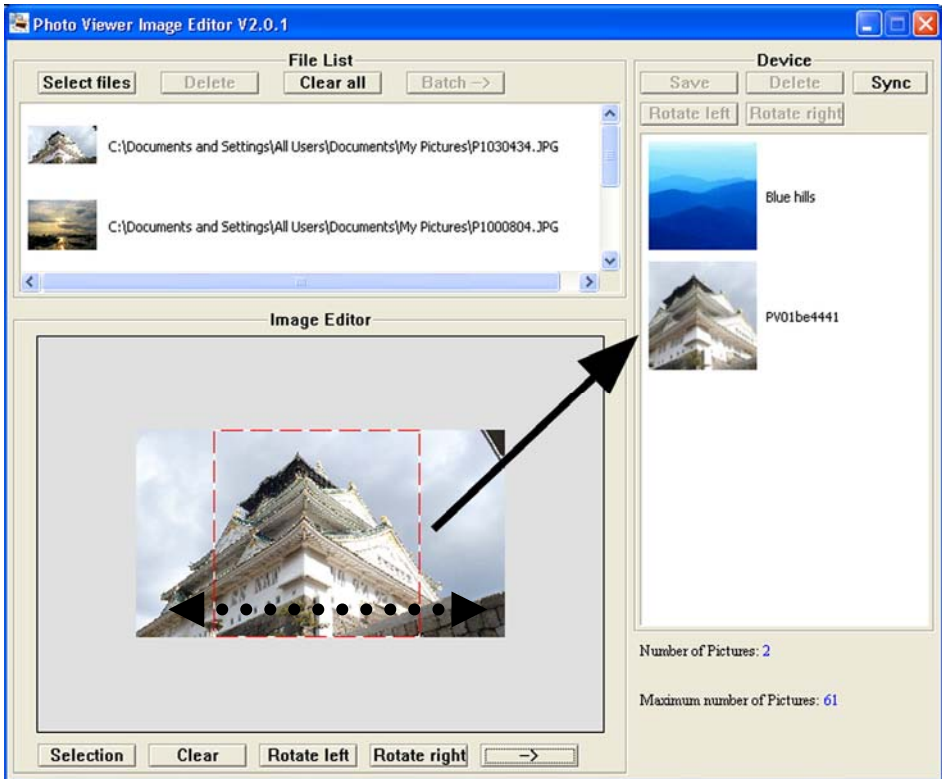 Photo Viewer Image Editor V2.0.1
File List
Select files Delete Clear all Batch ->
C:\Documents and Settings\All Users\Documents\My Pictures\P1030434.JPG
C:\Documents and Settings\All Users\Documents\My Pictures\P1000804.JPG
Image Editor
Selection Clear Rotate left Rotate right ->
Device
Save Delete Sync
Rotate left Rotate right
Blue hills
PV01be4441
Number of Pictures: 2
Maximum number of Pictures: 61